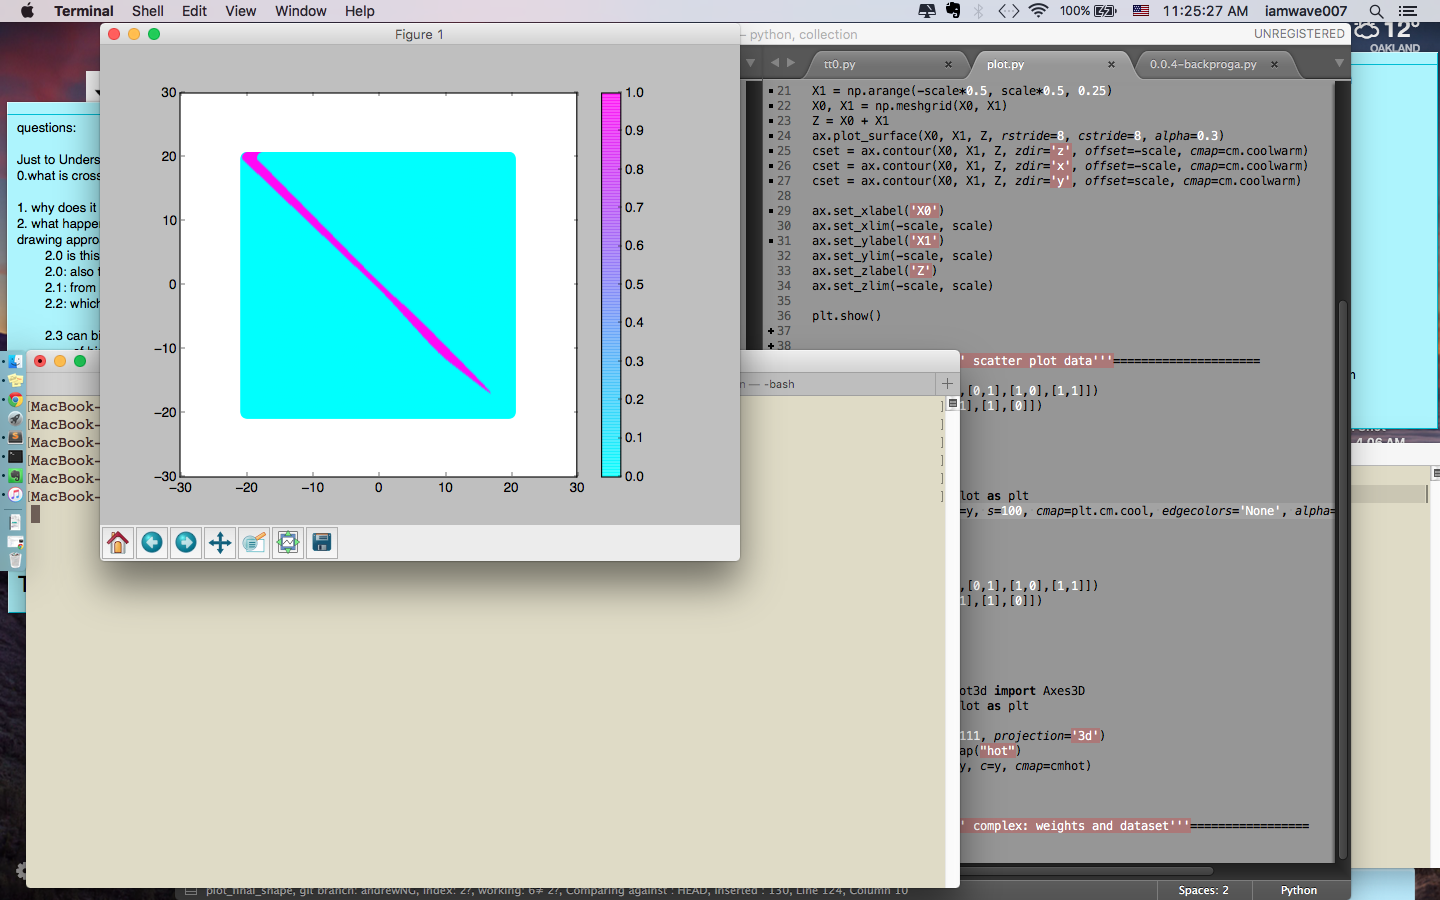 Terminal Shell Edit View Window Help 100% 11:25:27 AM iamwave007
12°
OAKLAND
Figure 1
python, collection
UNREGISTERED
tt0.py × plot.py × 0.0.4-backproga.py ×
questions:
Just to Unders
0.what is cross
1. why does it
2. what happe
drawing appro
2.0 is this
2.0: also
2.1: from
2.2: which
2.3 can bi
30
20
10
0
−10
−20
−30
−30 −20 −10 0 10 20 30
1.0
0.9
0.8
0.7
0.6
0.5
0.4
0.3
0.2
0.1
0.0
21 X1 = np.arange(-scale*0.5, scale*0.5, 0.25)
22 X0, X1 = np.meshgrid(X0, X1)
23 Z = X0 + X1
24 ax.plot_surface(X0, X1, Z, rstride=8, cstride=8, alpha=0.3)
25 cset = ax.contour(X0, X1, Z, zdir='z', offset=-scale, cmap=cm.coolwarm)
26 cset = ax.contour(X0, X1, Z, zdir='x', offset=-scale, cmap=cm.coolwarm)
27 cset = ax.contour(X0, X1, Z, zdir='y', offset=scale, cmap=cm.coolwarm)
28
29 ax.set_xlabel('X0')
30 ax.set_xlim(-scale, scale)
31 ax.set_ylabel('X1')
32 ax.set_ylim(-scale, scale)
33 ax.set_zlabel('Z')
34 ax.set_zlim(-scale, scale)
35
36 plt.show()
37
38
' scatter plot data'''=====================
,[0,1],[1,0],[1,1]])
1],[1],[0]])
lot as plt
=y, s=100, cmap=plt.cm.cool, edgecolors='None', alpha=
,[0,1],[1,0],[1,1]])
1],[1],[0]])
ot3d import Axes3D
lot as plt
111, projection='3d')
ap("hot")
y, c=y, cmap=cmhot)
' complex: weights and dataset'''=================
n — -bash
[MacBook-
[MacBook-
[MacBook-
[MacBook-
[MacBook-
[MacBook-
4:06 AM
plot_final_shape, git branch: andrewNG, index: 2?, working: 6≠ 2?, Comparing against : HEAD, Inserted : 130, Line 124, Column 10
Spaces: 2 Python